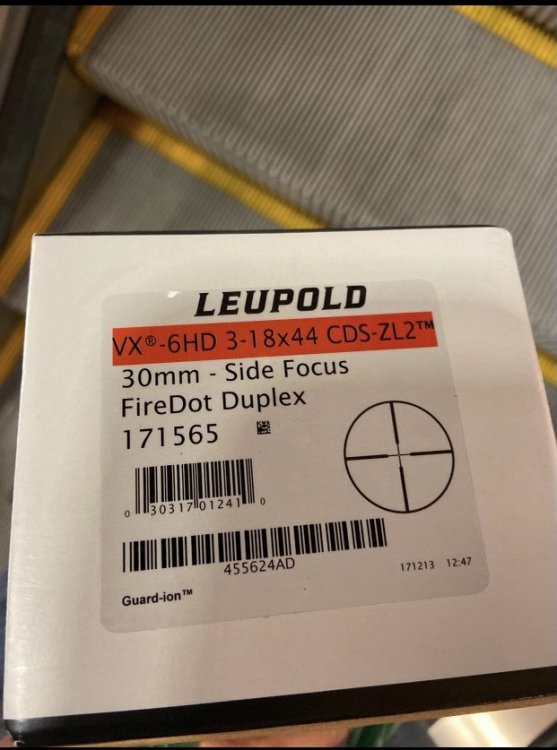 LEUPOLD
VX®-6HD 3-18x44 CDS-ZL2™
30mm - Side Focus
FireDot Duplex
171565
0 30317 01241 0
455624AD
171213 12:47
Guard-ion™